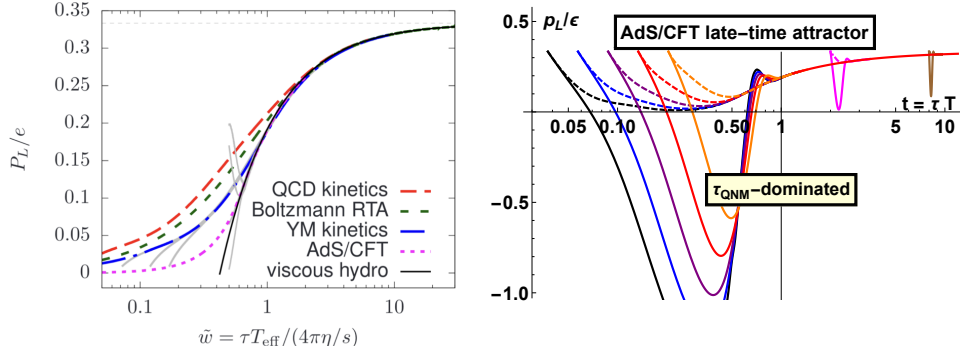 0.35
0.3
0.25
0.2
0.15
0.1
0.05
0
P_L/e
QCD kinetics
Boltzmann RTA
YM kinetics
AdS/CFT
viscous hydro
0.1
1
10
w̃ = τT_eff/(4πη/s)
p_L/ϵ
AdS/CFT late-time attractor
0.5
t = τ T
0.05
0.10
0.50
1
5
10
τ_QNM-dominated
-0.5
-1.0